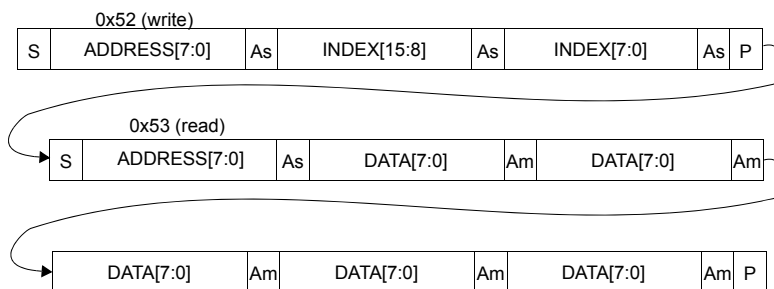 0x52 (write)
S ADDRESS[7:0] As INDEX[15:8] As INDEX[7:0] As P
0x53 (read)
S ADDRESS[7:0] As DATA[7:0] Am DATA[7:0] Am
DATA[7:0] Am DATA[7:0] Am DATA[7:0] Am P